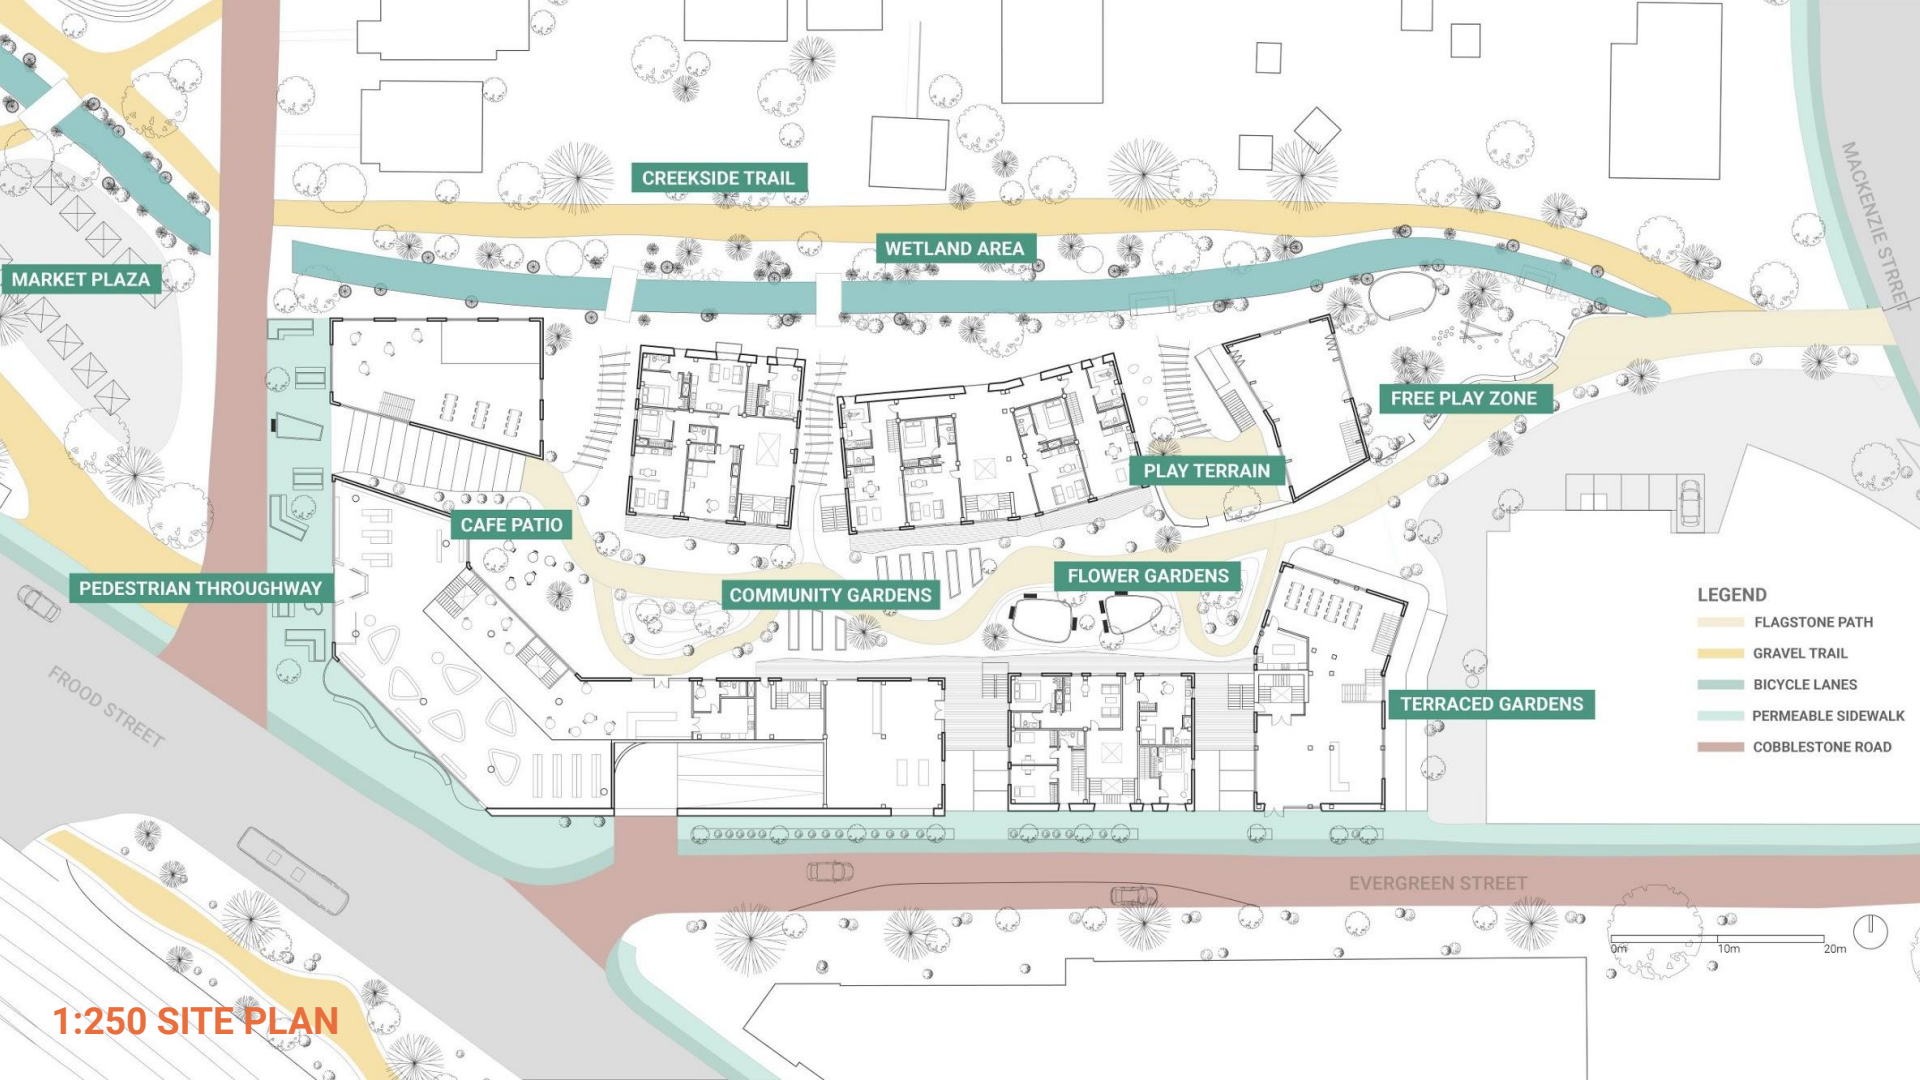 MACKENZIE STRRET
CREEKSIDE TRAIL
WETLAND AREA
MARKET PLAZA
FREE PLAY ZONE
PLAY TERRAIN
CAFE PATIO
PEDESTRIAN THROUGHWAY
COMMUNITY GARDENS
FLOWER GARDENS
TERRACED GARDENS
LEGEND
FLAGSTONE PATH
GRAVEL TRAIL
BICYCLE LANES
PERMEABLE SIDEWALK
COBBLESTONE ROAD
FROOD STREET
EVERGREEN STREET
0m 10m 20m
1:250 SITE PLAN